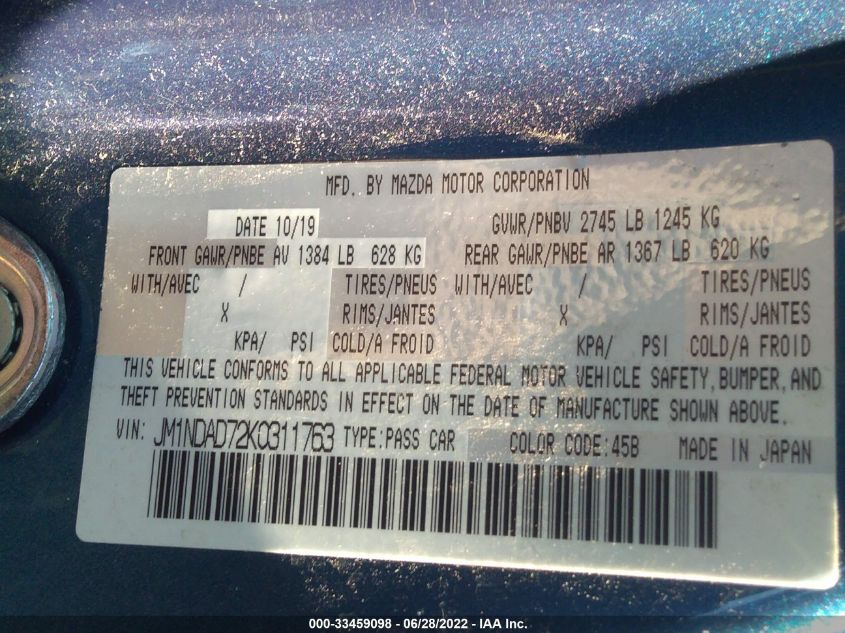 MFD. BY MAZDA MOTOR CORPORATION
DATE 10/19 GVWR/PNBV 2745 LB 1245 KG
FRONT GAWR/PNBE AV 1384 LB 628 KG REAR GAWR/PNBE AR 1367 LB 620 KG
WITH/AVEC / TIRES/PNEUS WITH/AVEC / TIRES/PNEUS
X RIMS/JANTES X RIMS/JANTES
KPA/ PSI COLD/A FROID KPA/ PSI COLD/A FROID
THIS VEHICLE CONFORMS TO ALL APPLICABLE FEDERAL MOTOR VEHICLE SAFETY, BUMPER, AND
THEFT PREVENTION STANDARDS IN EFFECT ON THE DATE OF MANUFACTURE SHOWN ABOVE.
VIN: JM1NDAD72K0311763 TYPE:PASS CAR COLOR CODE:45B MADE IN JAPAN
000-33459098 - 06/28/2022 - IAA Inc.